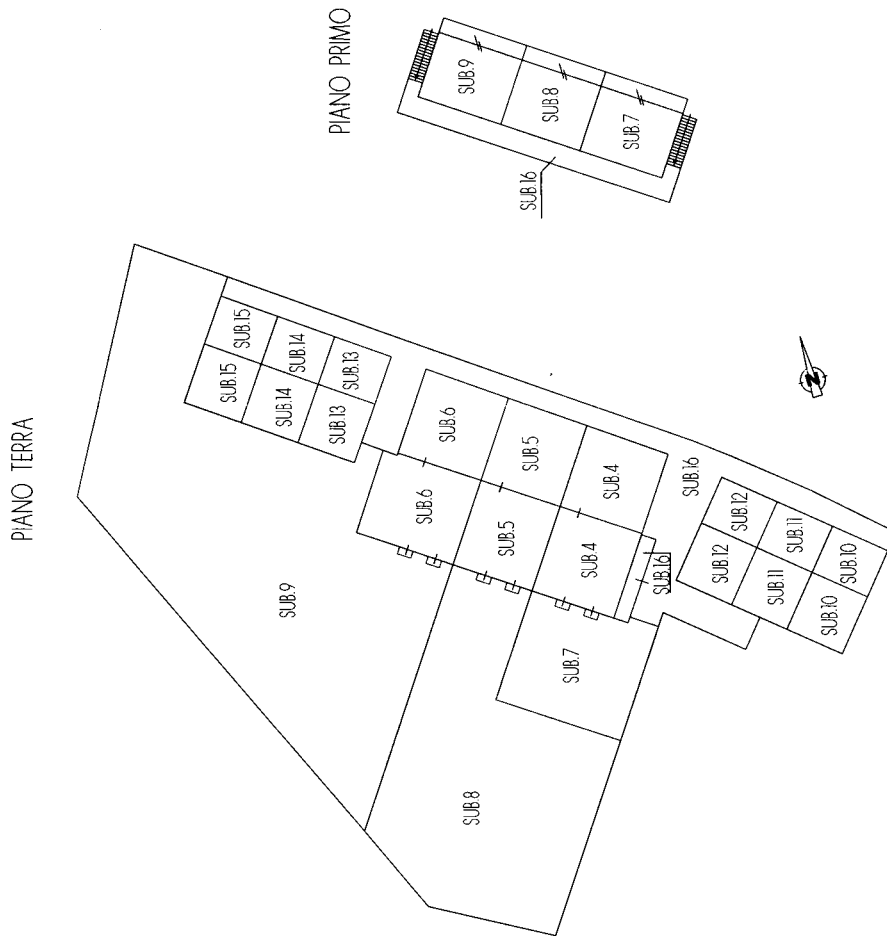 PIANO TERRA
PIANO PRIMO
SUB.9
SUB.8
SUB.7
SUB.16
SUB.15
SUB.15
SUB.14
SUB.14
SUB.13
SUB.13
SUB.6
SUB.6
SUB.5
SUB.5
SUB.4
SUB.4
SUB.16
SUB.16
SUB.12
SUB.12
SUB.11
SUB.11
SUB.10
SUB.10
SUB.9
SUB.7
SUB.8
N